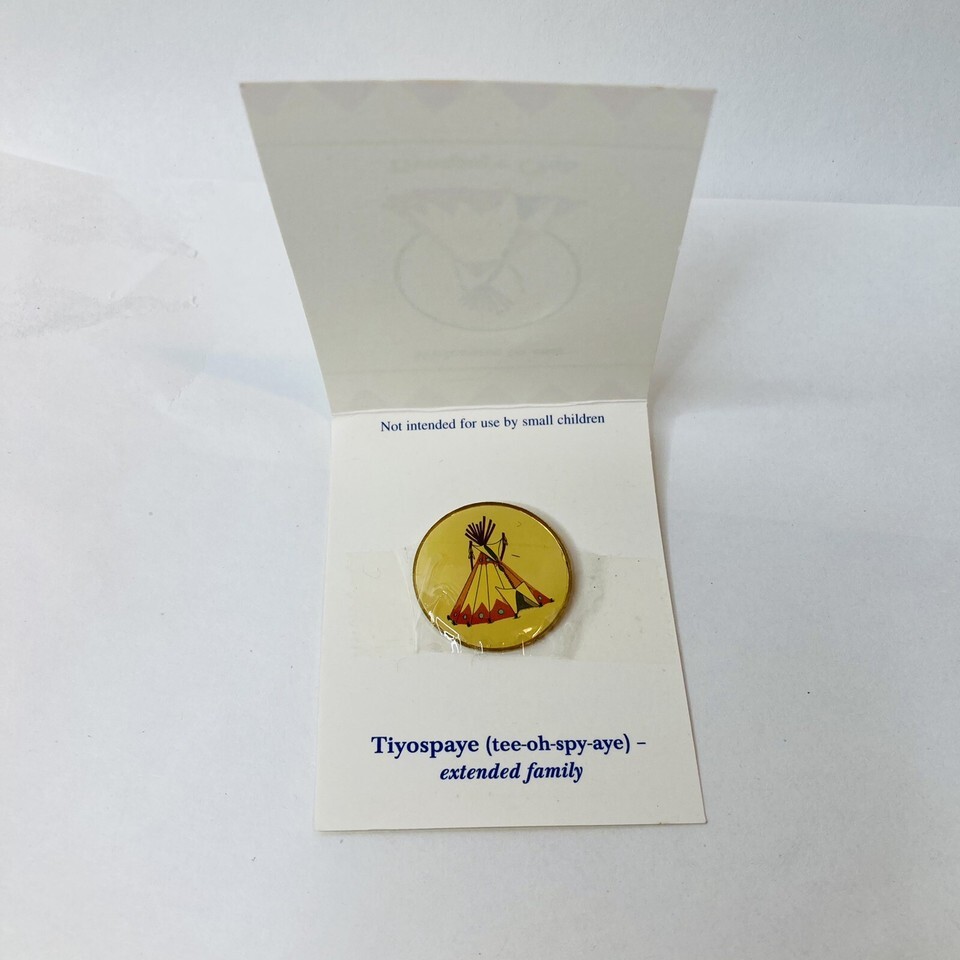 Not intended for use by small children
Tiyospaye (tee-oh-spy-aye) –
extended family